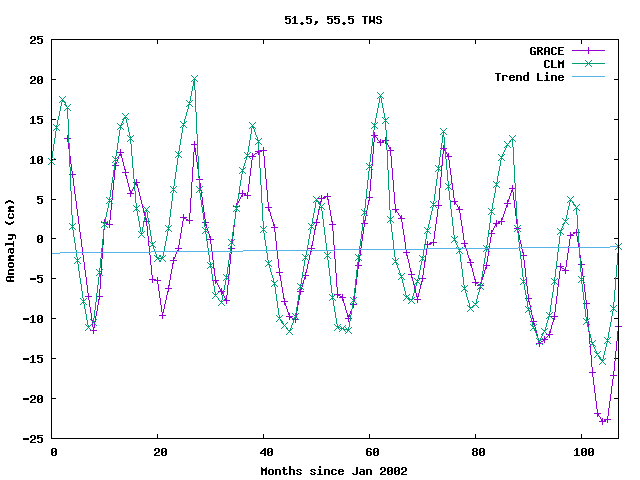 51.5, 55.5 TWS
GRACE
CLM
Trend Line
25
20
15
10
5
0
-5
-10
-15
-20
-25
Anomaly (cm)
0 20 40 60 80 100
Months since Jan 2002